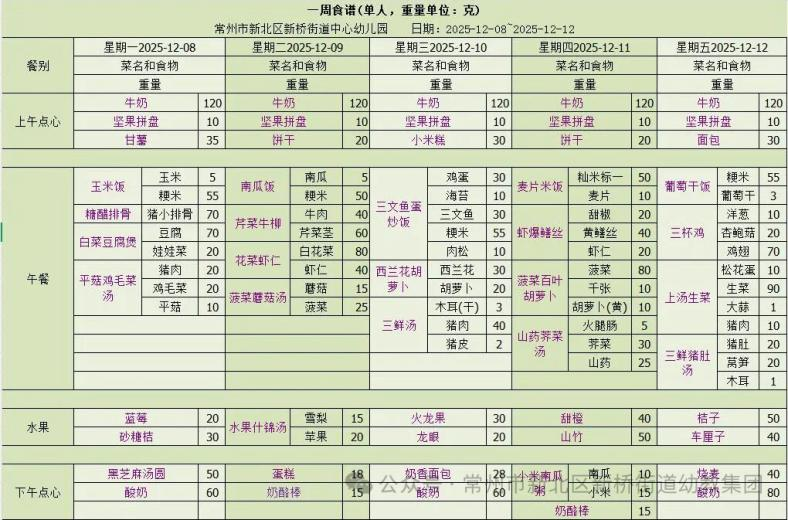 一周食谱(单人，重量单位：克)
常州市新北区新桥街道中心幼儿园 日期：2025-12-08~2025-12-12
餐别 星期一2025-12-08 星期二2025-12-09 星期三2025-12-10 星期四2025-12-11 星期五2025-12-12
菜名和食物 菜名和食物 菜名和食物 菜名和食物 菜名和食物
重量 重量 重量 重量 重量
上午点心
牛奶 120 牛奶 120 牛奶 120 牛奶 120 牛奶 120
坚果拼盘 10 坚果拼盘 10 坚果拼盘 10 坚果拼盘 10 坚果拼盘 10
甘薯 35 饼干 20 小米糕 30 饼干 20 面包 30
午餐
玉米饭 玉米 5 南瓜饭 南瓜 5 三文鱼蛋炒饭 鸡蛋 30 麦片米饭 籼米标一 50 葡萄干饭 粳米 55
粳米 55 粳米 50 海苔 10 麦片 10 葡萄干 3
糖醋排骨 猪小排骨 70 芹菜牛柳 牛肉 40 三文鱼 30 虾爆鳝丝 甜椒 20 三杯鸡 洋葱 10
白菜豆腐煲 豆腐 70 芹菜茎 60 粳米 55 黄鳝丝 40 杏鲍菇 20
娃娃菜 20 花菜虾仁 白花菜 80 肉松 10 虾仁 20 鸡翅 70
平菇鸡毛菜汤 猪肉 20 虾仁 40 西兰花胡萝卜 西兰花 30 菠菜百叶胡萝卜 菠菜 80 上汤生菜 松花蛋 10
鸡毛菜 20 菠菜蘑菇汤 蘑菇 15 胡萝卜 20 千张 10 生菜 90
平菇 10 菠菜 25 三鲜汤 木耳(干) 3 胡萝卜(黄) 10 大蒜 1
猪肉 40 山药荠菜汤 火腿肠 5 猪肉 10
猪皮 2 荠菜 30 三鲜猪肚汤 猪肚 20
山药 25 莴笋 20
木耳 1
水果
蓝莓 20 水果什锦汤 雪梨 15 火龙果 30 甜橙 40 桔子 50
砂糖桔 30 苹果 20 龙眼 20 山竹 50 车厘子 40
下午点心
黑芝麻汤圆 50 蛋糕 18 奶香面包 28 小米南瓜粥 南瓜 10 烧麦 40
酸奶 60 奶酪棒 15 酸奶 60 小米 15 酸奶 80
奶酪棒 15
公众号·常州市新北区新桥街道幼教集团